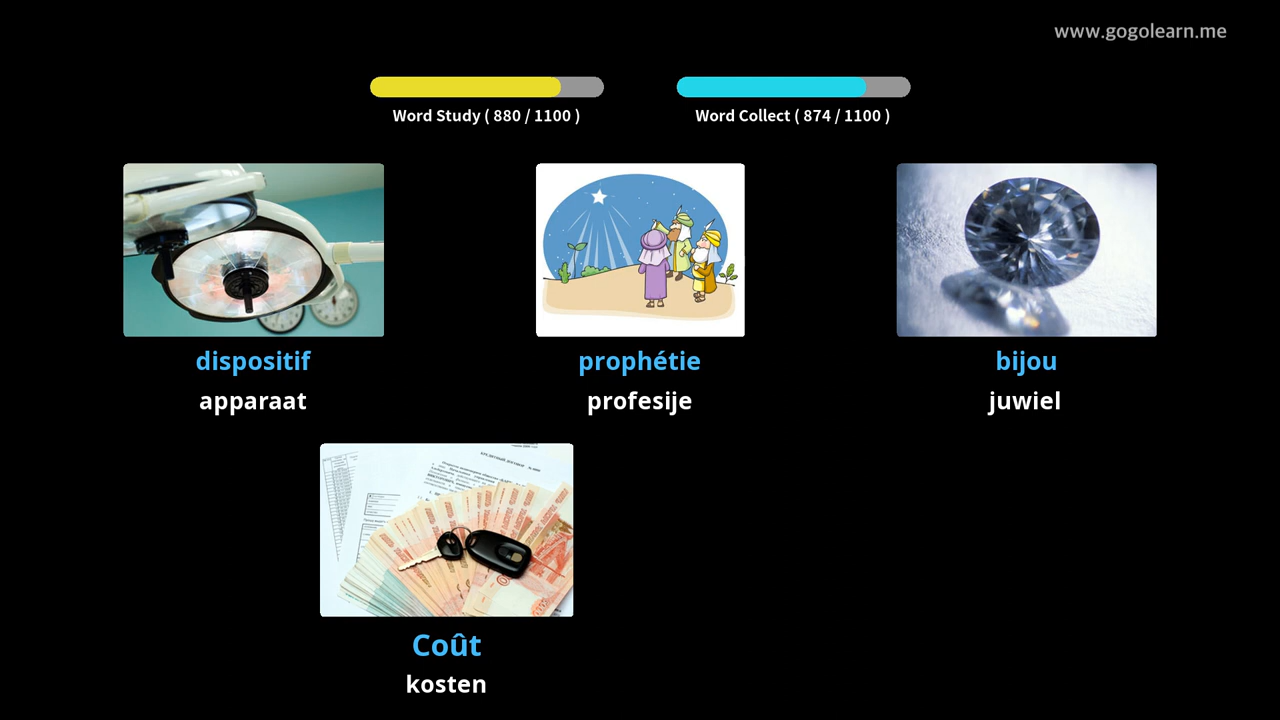 www.gogolearn.me
Word Study ( 880 / 1100 )
Word Collect ( 874 / 1100 )
dispositif
prophétie
bijou
apparaat
profesije
juwiel
Coût
kosten